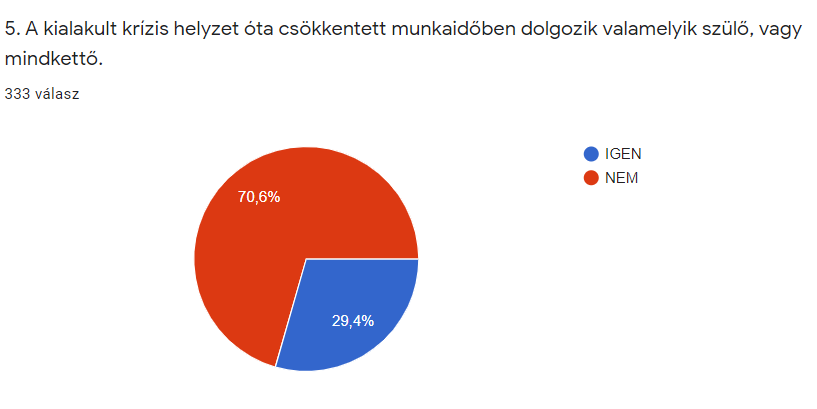 5. A kialakult krízis helyzet óta csökkentett munkaidőben dolgozik valamelyik szülő, vagy
mindkettő.
333 válasz
IGEN
NEM
70,6%
29,4%